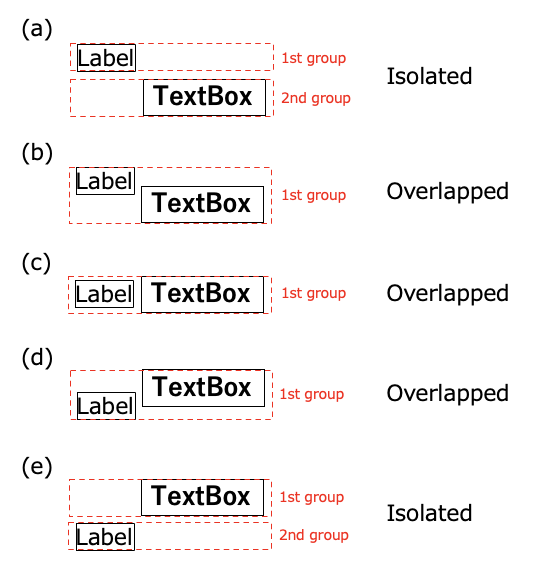 (a)
Label 1st group
Isolated
TextBox 2nd group
(b)
Label
1st group Overlapped
TextBox
(c)
Label TextBox 1st group Overlapped
(d)
TextBox
1st group Overlapped
Label
(e)
TextBox 1st group
Isolated
Label 2nd group